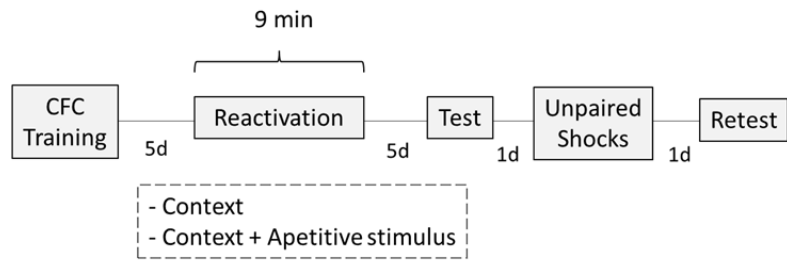 9 min
CFC
Training
5d
Reactivation
5d
Test
1d
Unpaired
Shocks
1d
Retest
- Context
- Context + Apetitive stimulus